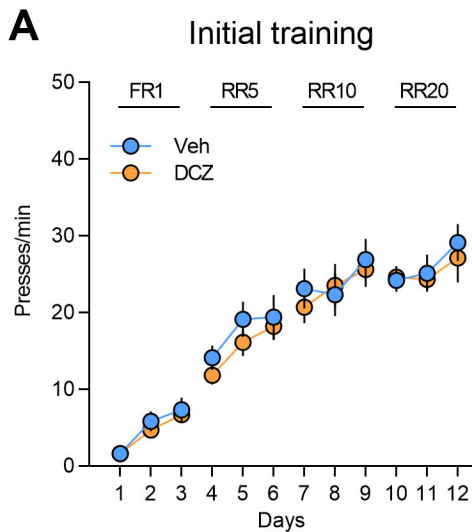 A
Initial training
50
40
30
20
10
0
Presses/min
FR1 RR5 RR10 RR20
Veh
DCZ
1 2 3 4 5 6 7 8 9 10 11 12
Days